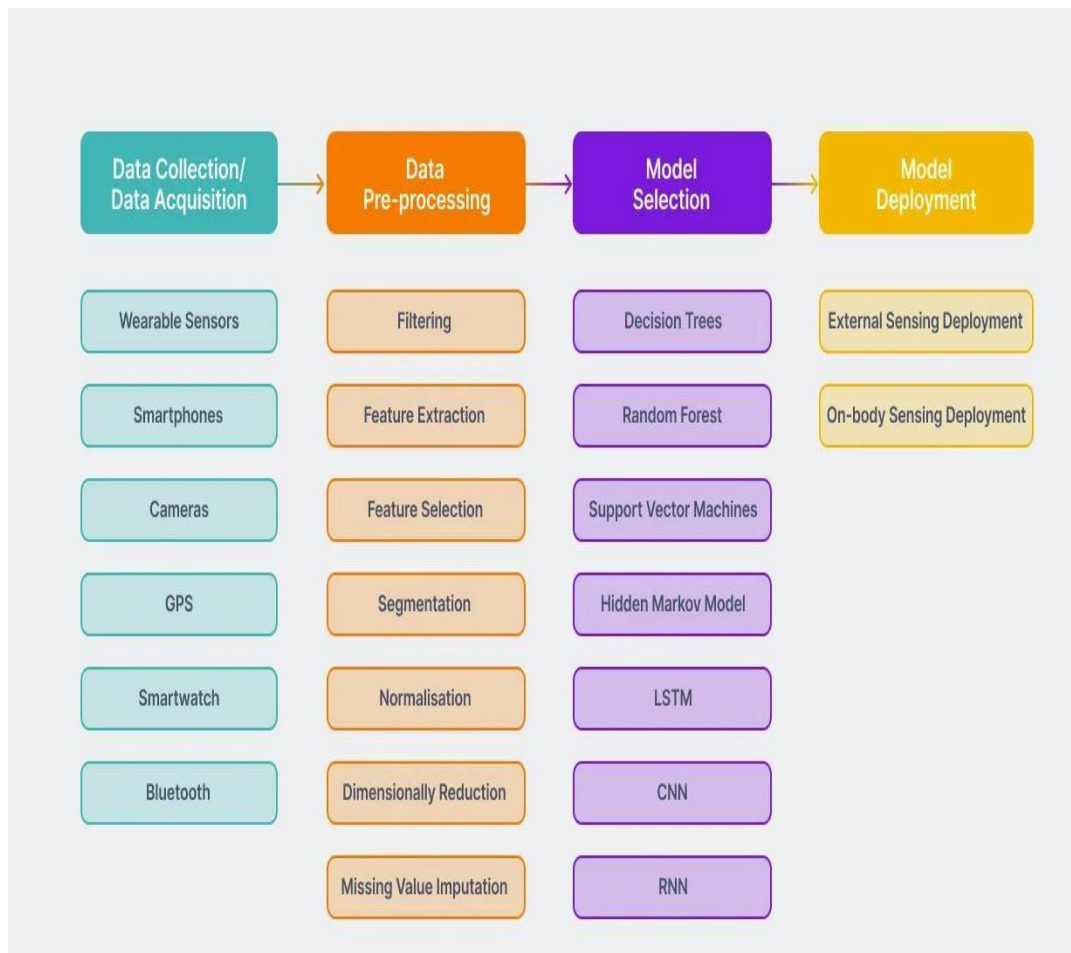 Data Collection/
Data Acquisition
Data
Pre-processing
Model
Selection
Model
Deployment
Wearable Sensors
Smartphones
Cameras
GPS
Smartwatch
Bluetooth
Filtering
Feature Extraction
Feature Selection
Segmentation
Normalisation
Dimensionally Reduction
Missing Value Imputation
Decision Trees
Random Forest
Support Vector Machines
Hidden Markov Model
LSTM
CNN
RNN
External Sensing Deployment
On-body Sensing Deployment